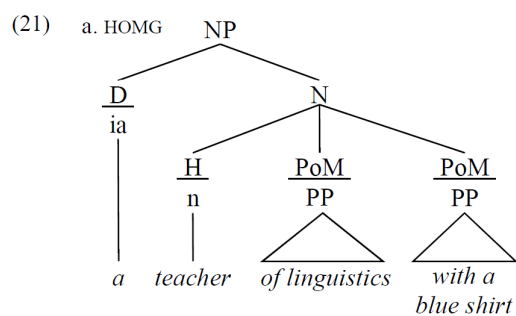 (21) a. HOMG NP
D N
ia
H PoM PoM
n PP PP
a teacher of linguistics with a
blue shirt